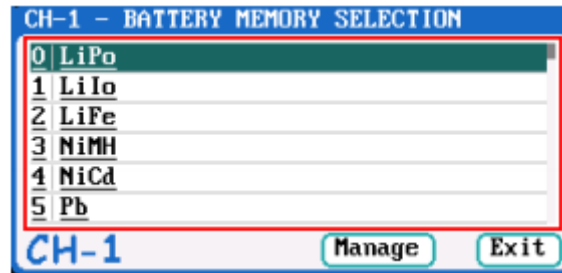 CH-1 - BATTERY MEMORY SELECTION
0 LiPo
1 LiIo
2 LiFe
3 NiMH
4 NiCd
5 Pb
CH-1 Manage Exit